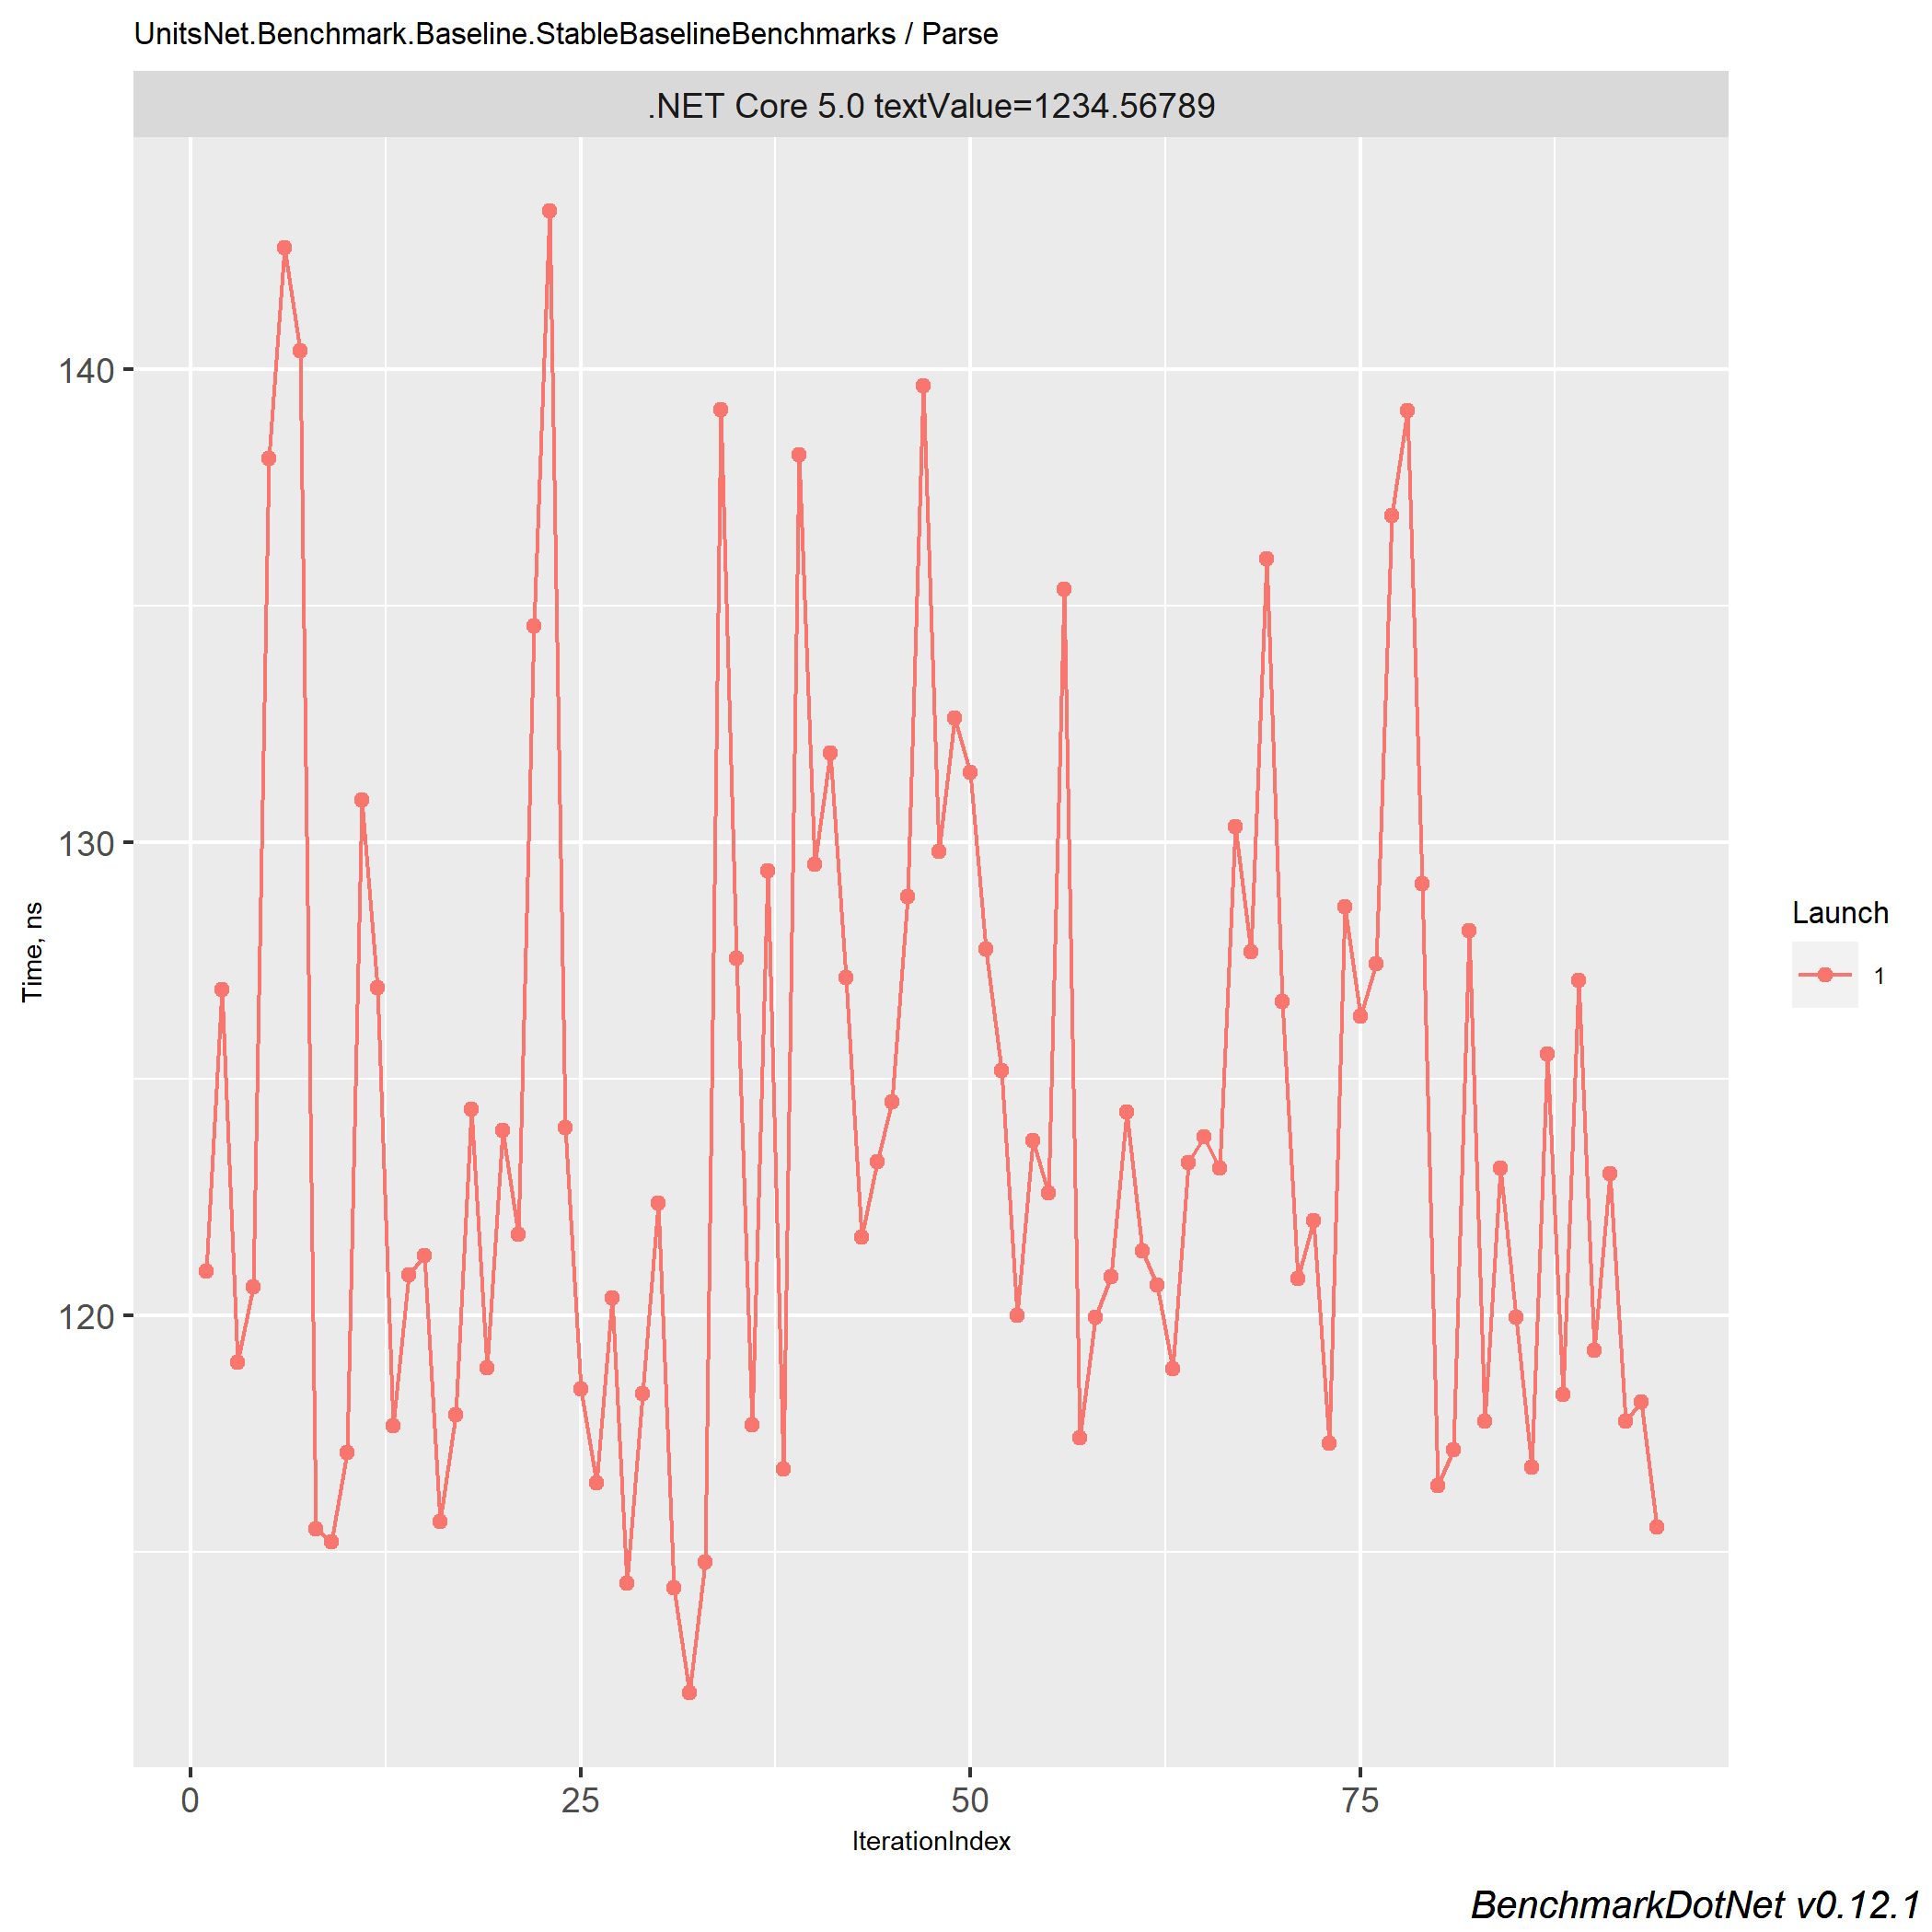 UnitsNet.Benchmark.Baseline.StableBaselineBenchmarks / Parse
.NET Core 5.0 textValue=1234.56789
140
130
120
Time, ns
0 25 50 75
IterationIndex
Launch
1
BenchmarkDotNet v0.12.1